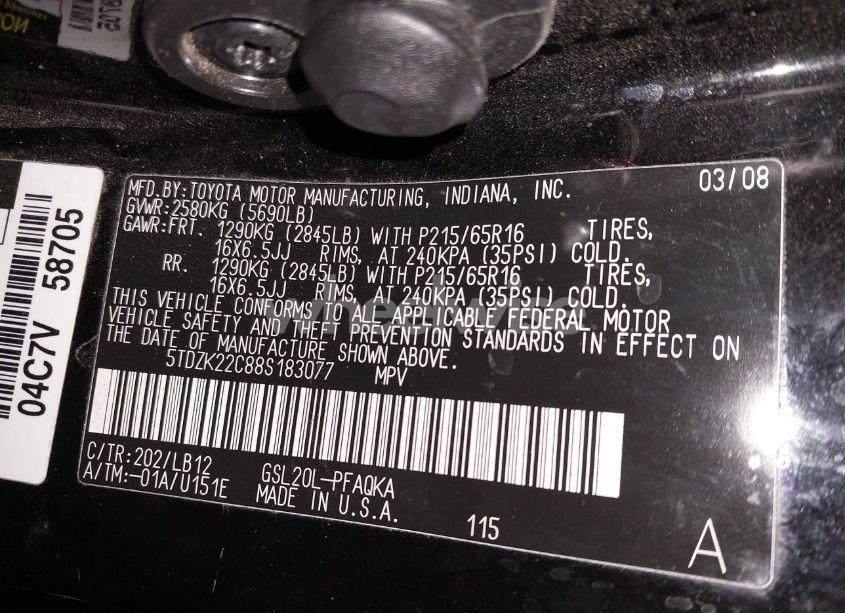 MFD. BY: TOYOTA MOTOR MANUFACTURING, INDIANA, INC. 03/08
GVWR: 2580KG (5690LB)
GAWR: FRT. 1290KG (2845LB) WITH P215/65R16 TIRES,
16X6.5JJ RIMS, AT 240KPA (35PSI) COLD.
RR. 1290KG (2845LB) WITH P215/65R16 TIRES,
16X6.5JJ RIMS, AT 240KPA (35PSI) COLD.
THIS VEHICLE CONFORMS TO ALL APPLICABLE FEDERAL MOTOR
VEHICLE SAFETY AND THEFT PREVENTION STANDARDS IN EFFECT ON
THE DATE OF MANUFACTURE SHOWN ABOVE.
5TDZK22C88S183077 MPV
C/TR: 202/LB12 GSL20L-PFAQKA
A/TM: -01A/U151E MADE IN U.S.A.
115
A
04C7V 58705